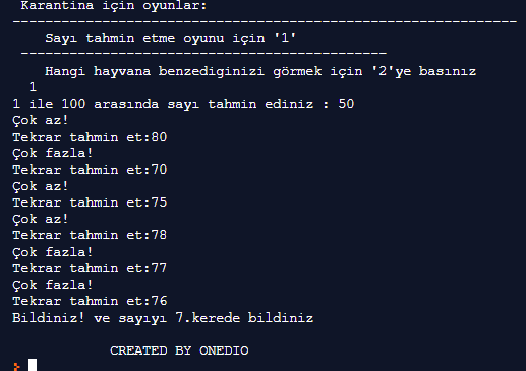 Karantina için oyunlar:
------------------------------------------------------------
Sayı tahmin etme oyunu için '1'
--------------------------------------------
Hangi hayvana benzediginizi görmek için '2'ye basınız
1
1 ile 100 arasında sayı tahmin ediniz : 50
Çok az!
Tekrar tahmin et:80
Çok fazla!
Tekrar tahmin et:70
Çok az!
Tekrar tahmin et:75
Çok az!
Tekrar tahmin et:78
Çok fazla!
Tekrar tahmin et:77
Çok fazla!
Tekrar tahmin et:76
Bildiniz! ve sayıyı 7.kerede bildiniz
CREATED BY ONEDIO
>